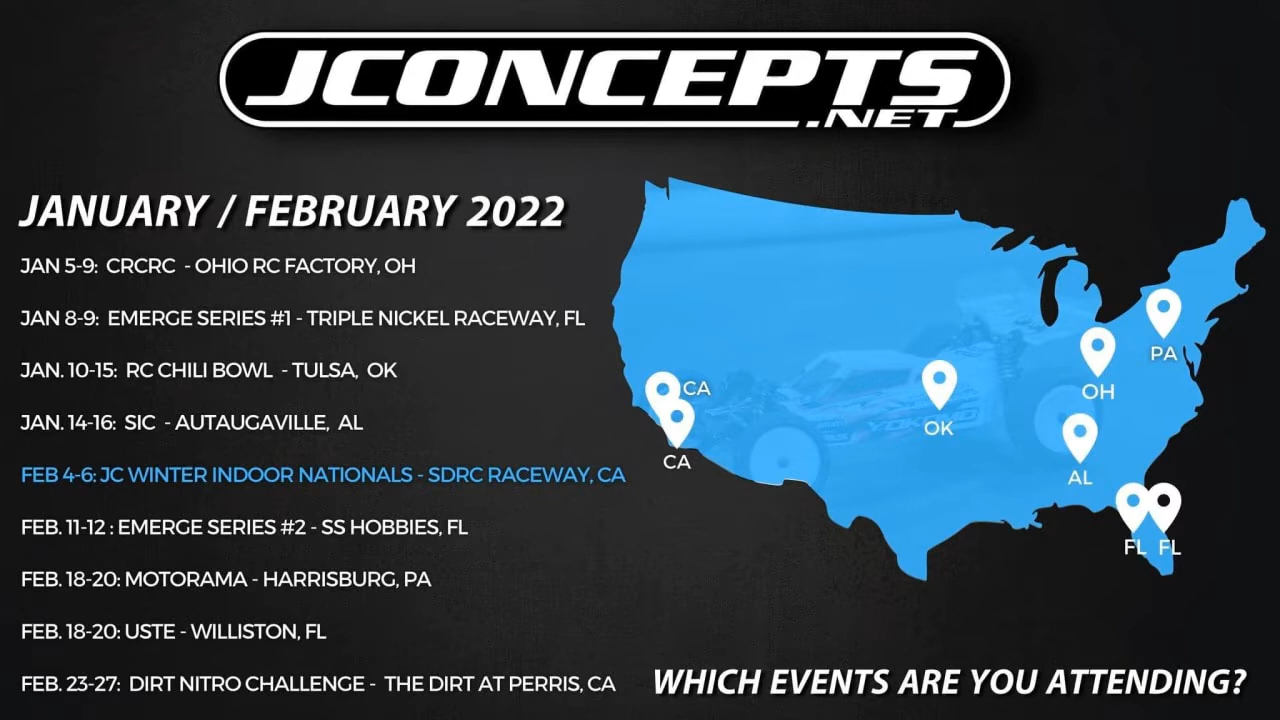 JCONCEPTS
.NET
JANUARY / FEBRUARY 2022
JAN 5-9: CRCRC - OHIO RC FACTORY, OH
JAN 8-9: EMERGE SERIES #1 - TRIPLE NICKEL RACEWAY, FL
JAN. 10-15: RC CHILI BOWL - TULSA, OK
JAN. 14-16: SIC - AUTAUGAVILLE, AL
FEB 4-6: JC WINTER INDOOR NATIONALS - SDRC RACEWAY, CA
FEB. 11-12 : EMERGE SERIES #2 - SS HOBBIES, FL
FEB. 18-20: MOTORAMA - HARRISBURG, PA
FEB. 18-20: USTE - WILLISTON, FL
FEB. 23-27: DIRT NITRO CHALLENGE - THE DIRT AT PERRIS, CA
PA
CA
OH
OK
YOKOMO
CA
AL
FL FL
WHICH EVENTS ARE YOU ATTENDING?